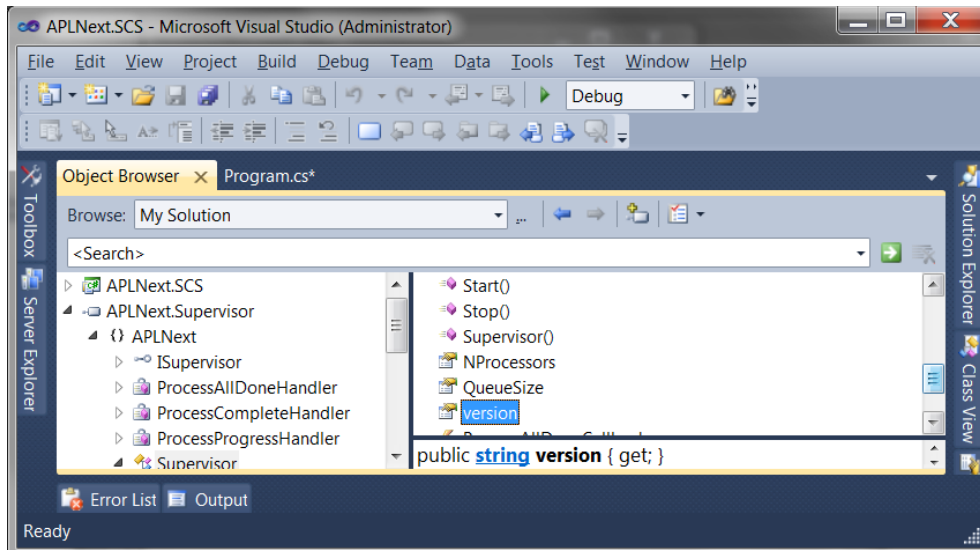 APLNext.SCS - Microsoft Visual Studio (Administrator)
File Edit View Project Build Debug Team Data Tools Test Window Help
Debug
Object Browser Program.cs*
Browse: My Solution
<Search>
APLNext.SCS
APLNext.Supervisor
{} APLNext
ISupervisor
ProcessAllDoneHandler
ProcessCompleteHandler
ProcessProgressHandler
Supervisor
Start()
Stop()
Supervisor()
NProcessors
QueueSize
version
public string version { get; }
Toolbox
Server Explorer
Solution Explorer
Class View
Error List Output
Ready